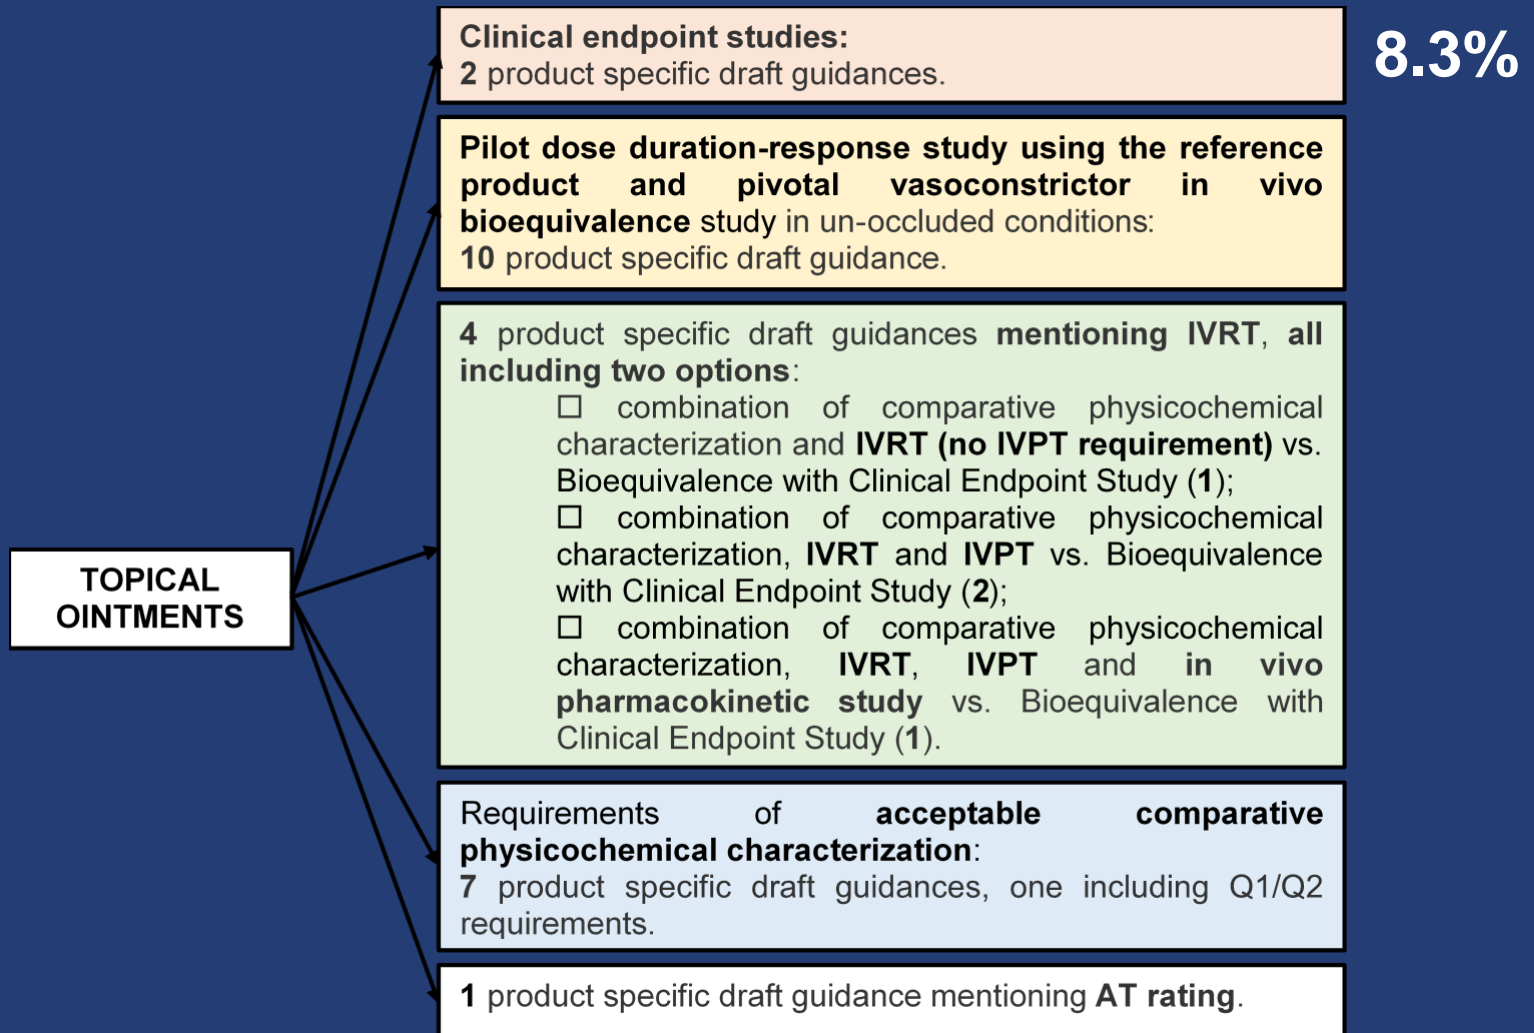 Clinical endpoint studies:
2 product specific draft guidances.
8.3%
Pilot dose duration-response study using the reference
product and pivotal vasoconstrictor in vivo
bioequivalence study in un-occluded conditions:
10 product specific draft guidance.
4 product specific draft guidances mentioning IVRT, all
including two options:
☐ combination of comparative physicochemical
characterization and IVRT (no IVPT requirement) vs.
Bioequivalence with Clinical Endpoint Study (1);
☐ combination of comparative physicochemical
characterization, IVRT and IVPT vs. Bioequivalence
with Clinical Endpoint Study (2);
☐ combination of comparative physicochemical
characterization, IVRT, IVPT and in vivo
pharmacokinetic study vs. Bioequivalence with
Clinical Endpoint Study (1).
TOPICAL
OINTMENTS
Requirements of acceptable comparative
physicochemical characterization:
7 product specific draft guidances, one including Q1/Q2
requirements.
1 product specific draft guidance mentioning AT rating.